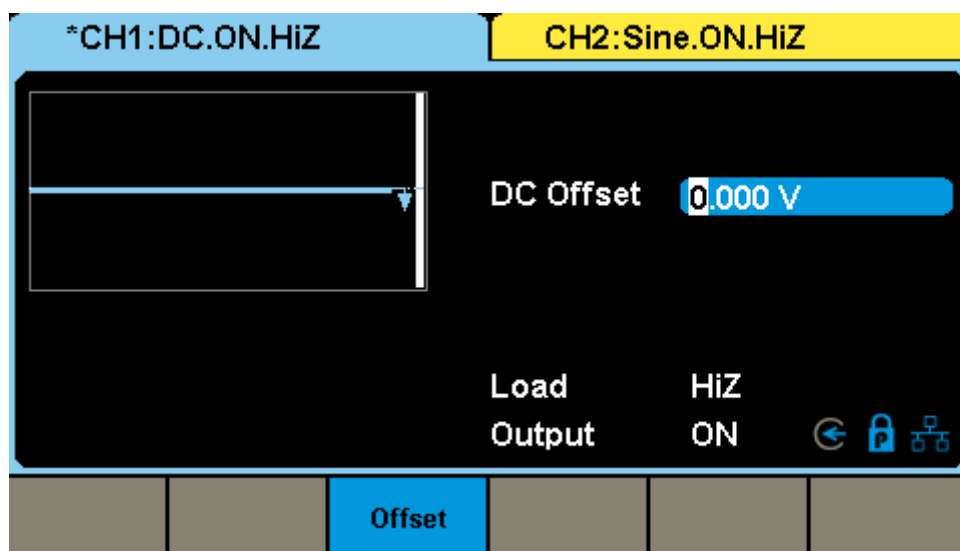 *CH1:DC.ON.HiZ
CH2:Sine.ON.HiZ
DC Offset 0.000 V
Load HiZ
Output ON
Offset